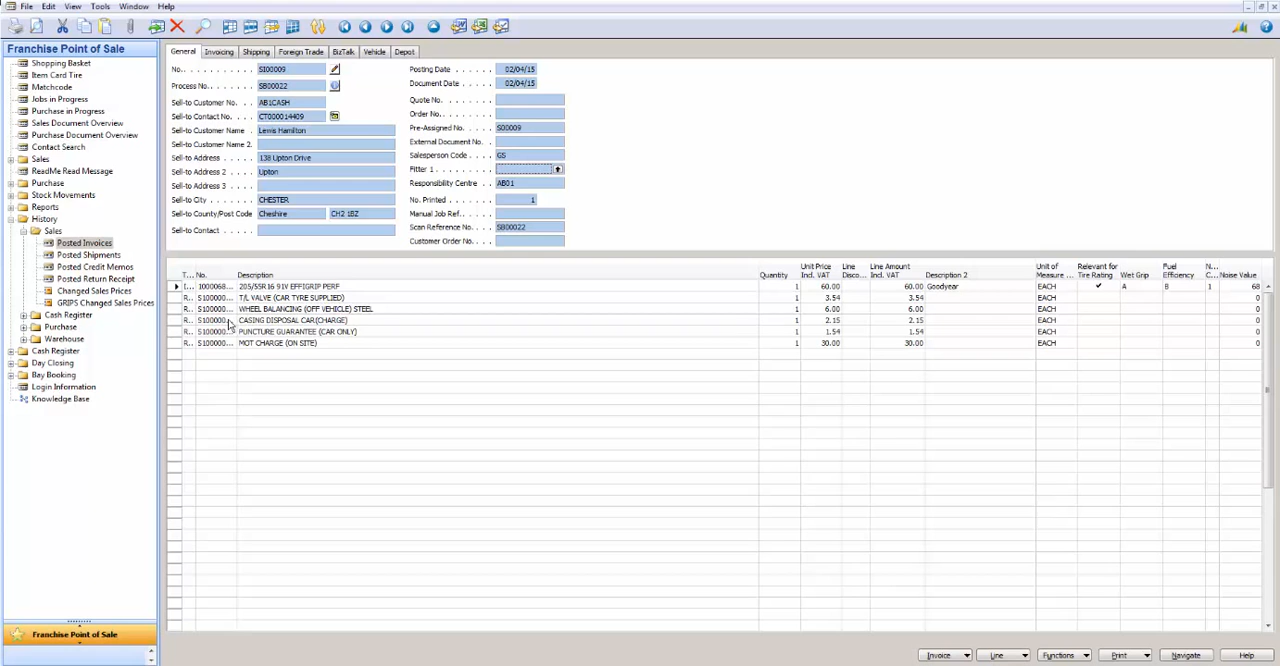 File Edit View Tools Window Help
Franchise Point of Sale
Shopping Basket
Item Card Tire
Matchcode
Jobs in Progress
Purchase in Progress
Sales Document Overview
Purchase Document Overview
Contact Search
Sales
ReadMe Read Message
Purchase
Stock Movements
Reports
History
Sales
Posted Invoices
Posted Shipments
Posted Credit Memos
Posted Return Receipt
Changed Sales Prices
GRIPS Changed Sales Prices
Cash Register
Purchase
Warehouse
Cash Register
Day Closing
Bay Booking
Login Information
Knowledge Base
Franchise Point of Sale
General Invoicing Shipping Foreign Trade BizTalk Vehicle Depot
No. . . . . . . . . . . . SI00009
Process No. . . . . . . . SB00022
Sell-to Customer No. . . AB1CASH
Sell-to Contact No. . . . CT000014409
Sell-to Customer Name Lewis Hamilton
Sell-to Customer Name 2.
Sell-to Address . . . . . 138 Upton Drive
Sell-to Address 2 . . . . Upton
Sell-to Address 3 . . . .
Sell-to City . . . . . . . CHESTER
Sell-to County/Post Code Cheshire CH2 1BZ
Sell-to Contact . . . . .
Posting Date . . . . . 02/04/15
Document Date . . . . 02/04/15
Quote No. . . . . . . .
Order No. . . . . . . .
Pre-Assigned No. . . . S00009
External Document No.
Salesperson Code . . . GS
Fitter 1 . . . . . . . .
Responsibility Centre . AB01
No. Printed . . . . . . 1
Manual Job Ref. . . . .
Scan Reference No. . . SB00022
Customer Order No. . .
T... No. Description Quantity Unit Price Incl. VAT Line Disco... Line Amount Incl. VAT Description 2 Unit of Measure ... Relevant for Tire Rating Wet Grip Fuel Efficiency N... C... Noise Value
I... 1000068... 205/55R16 91V EFFIGRIP PERF 1 60.00 60.00 Goodyear EACH ✔ A B 1 68
R.. S100000... T/L VALVE (CAR TYRE SUPPLIED) 1 3.54 3.54 EACH 0
R.. S100000... WHEEL BALANCING (OFF VEHICLE) STEEL 1 6.00 6.00 EACH 0
R.. S100000... CASING DISPOSAL CAR(CHARGE) 1 2.15 2.15 EACH 0
R.. S100000... PUNCTURE GUARANTEE (CAR ONLY) 1 1.54 1.54 EACH 0
R.. S100000... MOT CHARGE (ON SITE) 1 30.00 30.00 EACH 0
Invoice Line Functions Print Navigate Help